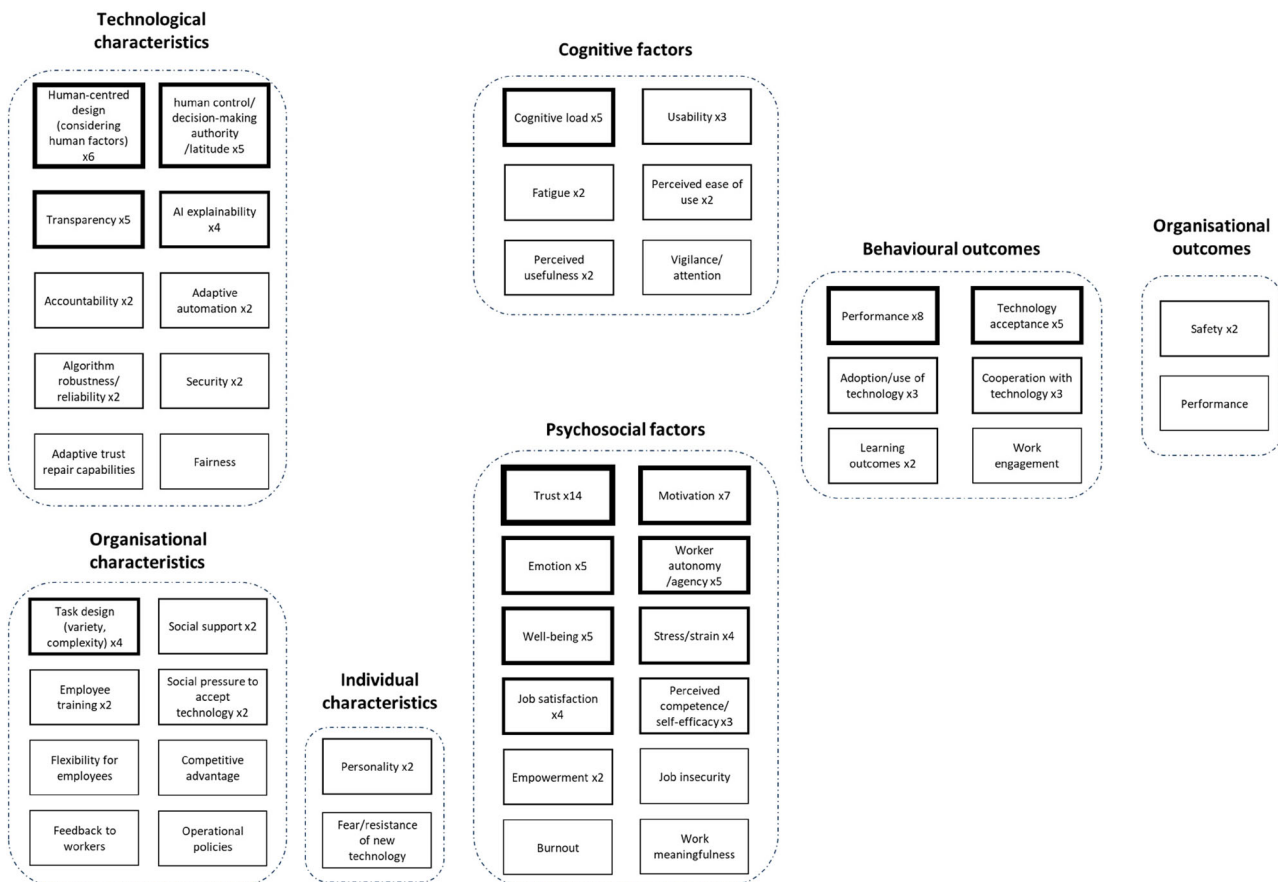 Technological
characteristics
Human-centred
design
(considering
human factors)
x6
human control/
decision-making
authority
/latitude x5
Transparency x5
AI explainability
x4
Accountability x2
Adaptive
automation x2
Algorithm
robustness/
reliability x2
Security x2
Adaptive trust
repair capabilities
Fairness
Organisational
characteristics
Task design
(variety,
complexity) x4
Social support x2
Employee
training x2
Social pressure to
accept
technology x2
Flexibility for
employees
Competitive
advantage
Feedback to
workers
Operational
policies
Individual
characteristics
Personality x2
Fear/resistance
of new
technology
Cognitive factors
Cognitive load x5
Usability x3
Fatigue x2
Perceived ease of
use x2
Perceived
usefulness x2
Vigilance/
attention
Psychosocial factors
Trust x14
Motivation x7
Emotion x5
Worker
autonomy
/agency x5
Well-being x5
Stress/strain x4
Job satisfaction
x4
Perceived
competence/
self-efficacy x3
Empowerment x2
Job insecurity
Burnout
Work
meaningfulness
Behavioural outcomes
Performance x8
Technology
acceptance x5
Adoption/use of
technology x3
Cooperation with
technology x3
Learning
outcomes x2
Work
engagement
Organisational
outcomes
Safety x2
Performance